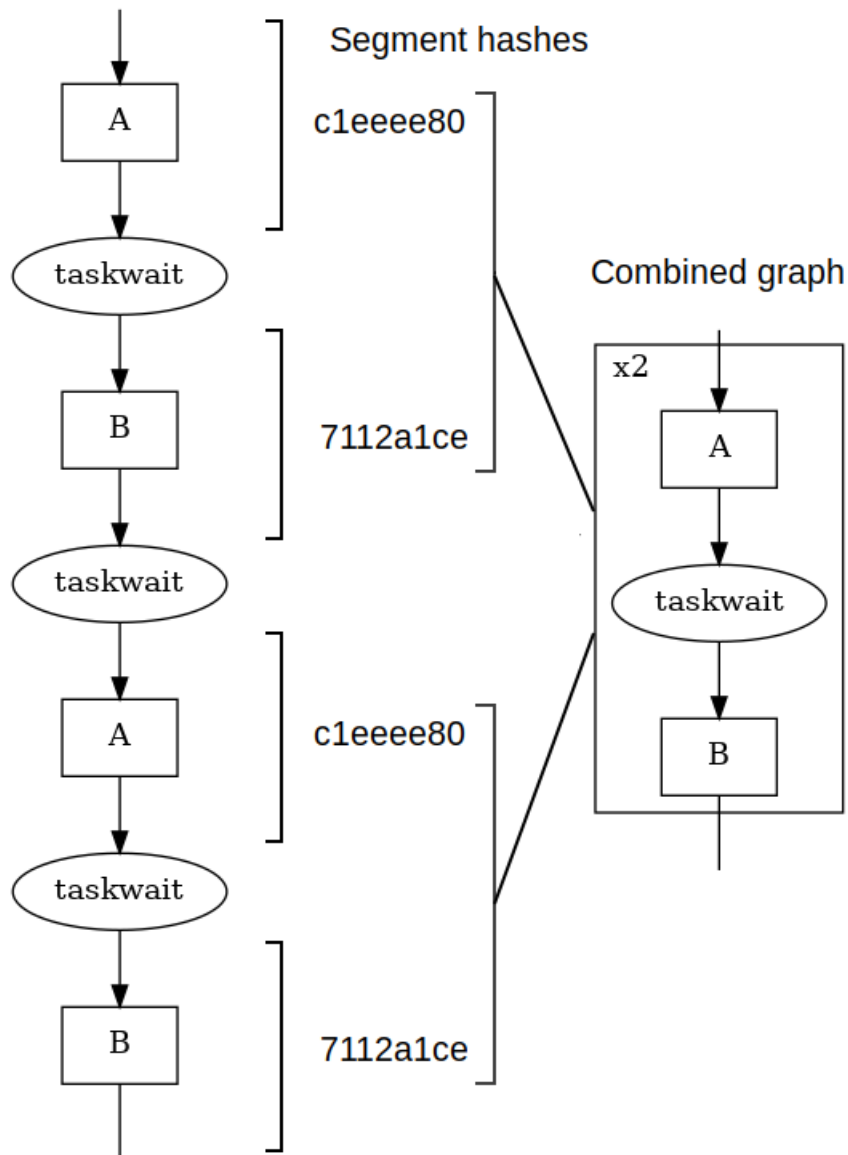 Segment hashes
A
c1eeee80
taskwait
B
7112a1ce
taskwait
A
c1eeee80
taskwait
B
7112a1ce
Combined graph
x2
A
taskwait
B